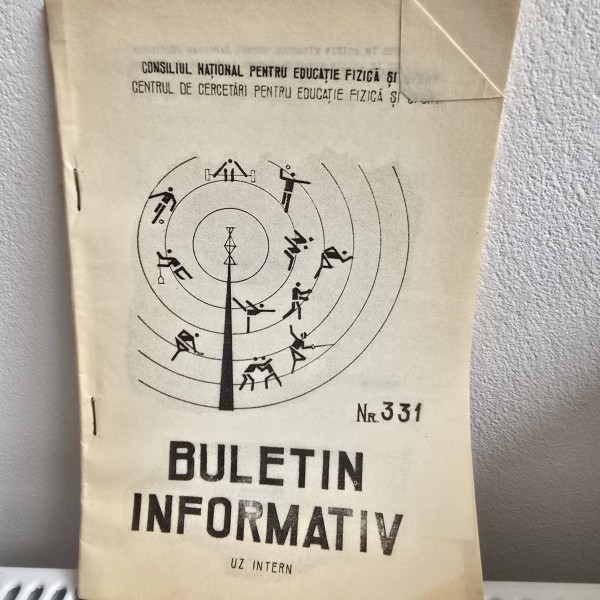 CONSILIUL NAȚIONAL PENTRU EDUCAȚIE FIZICĂ ȘI
CENTRUL DE CERCETĂRI PENTRU EDUCAȚIE FIZICĂ ȘI
NR. 331
BULETIN
INFORMATIV
UZ INTERN